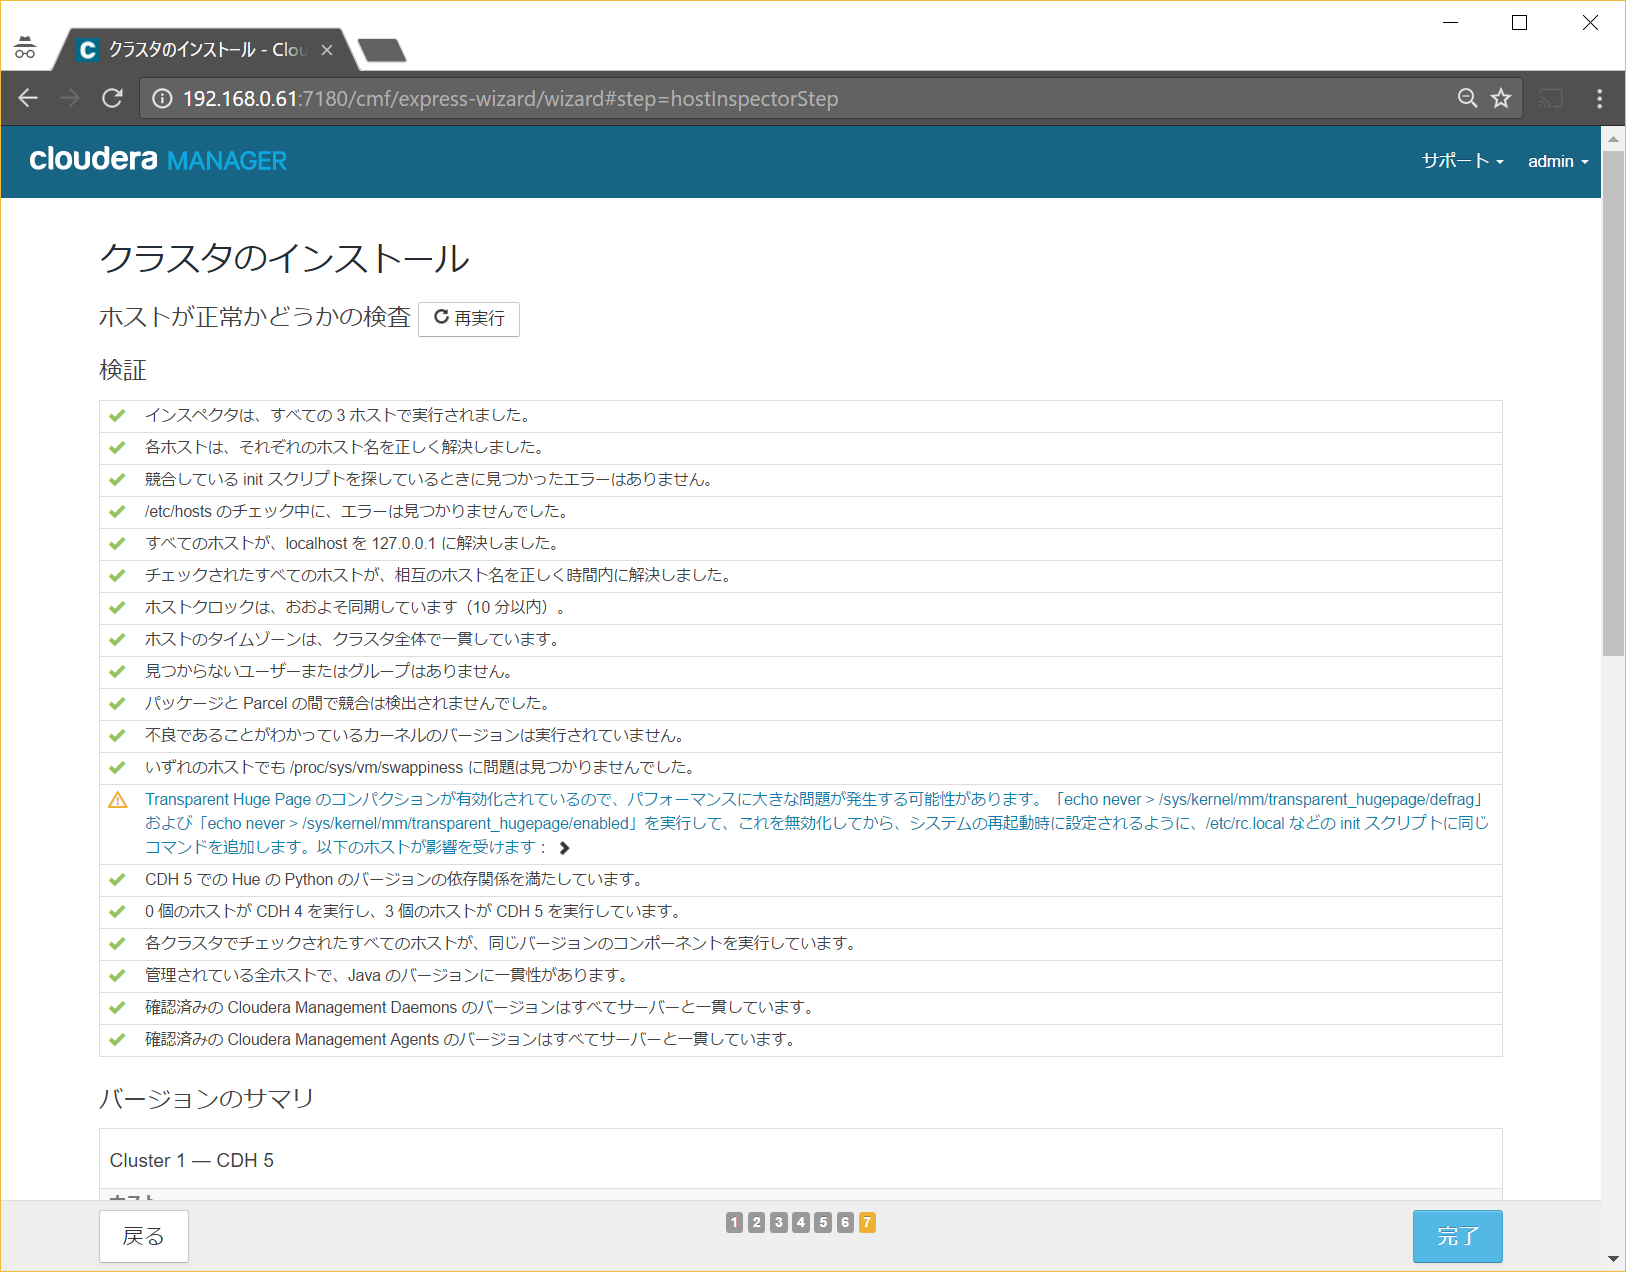 クラスタのインストール - Clou
192.168.0.61:7180/cmf/express-wizard/wizard#step=hostInspectorStep
cloudera MANAGER
サポート
admin
クラスタのインストール
ホストが正常かどうかの検査
再実行
検証
インスペクタは、すべての 3 ホストで実行されました。
各ホストは、それぞれのホスト名を正しく解決しました。
競合している init スクリプトを探しているときに見つかったエラーはありません。
/etc/hosts のチェック中に、エラーは見つかりませんでした。
すべてのホストが、localhost を 127.0.0.1 に解決しました。
チェックされたすべてのホストが、相互のホスト名を正しく時間内に解決しました。
ホストクロックは、おおよそ同期しています（10 分以内）。
ホストのタイムゾーンは、クラスタ全体で一貫しています。
見つからないユーザーまたはグループはありません。
パッケージと Parcel の間で競合は検出されませんでした。
不良であることがわかっているカーネルのバージョンは実行されていません。
いずれのホストでも /proc/sys/vm/swappiness に問題は見つかりませんでした。
Transparent Huge Page のコンパクションが有効化されているので、パフォーマンスに大きな問題が発生する可能性があります。「echo never > /sys/kernel/mm/transparent_hugepage/defrag」
および「echo never > /sys/kernel/mm/transparent_hugepage/enabled」を実行して、これを無効化してから、システムの再起動時に設定されるように、/etc/rc.local などの init スクリプトに同じ
コマンドを追加します。以下のホストが影響を受けます：
CDH 5 での Hue の Python のバージョンの依存関係を満たしています。
0 個のホストが CDH 4 を実行し、3 個のホストが CDH 5 を実行しています。
各クラスタでチェックされたすべてのホストが、同じバージョンのコンポーネントを実行しています。
管理されている全ホストで、Java のバージョンに一貫性があります。
確認済みの Cloudera Management Daemons のバージョンはすべてサーバーと一貫しています。
確認済みの Cloudera Management Agents のバージョンはすべてサーバーと一貫しています。
バージョンのサマリ
Cluster 1 — CDH 5
戻る
1 2 3 4 5 6 7
完了